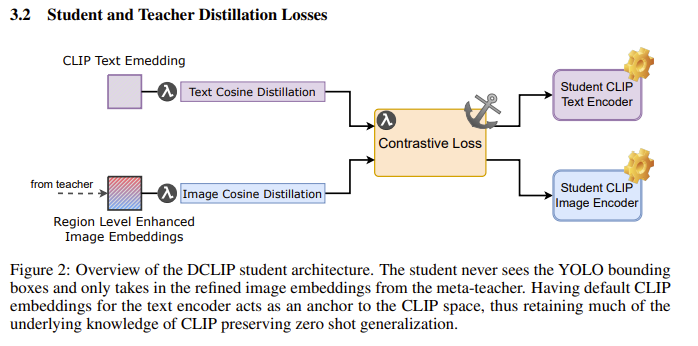 3.2 Student and Teacher Distillation Losses
CLIP Text Emedding
λ
Text Cosine Distillation
λ
Contrastive Loss
Student CLIP
Text Encoder
from teacher
λ
Image Cosine Distillation
Student CLIP
Image Encoder
Region Level Enhanced
Image Embeddings
Figure 2: Overview of the DCLIP student architecture. The student never sees the YOLO bounding
boxes and only takes in the refined image embeddings from the meta-teacher. Having default CLIP
embeddings for the text encoder acts as an anchor to the CLIP space, thus retaining much of the
underlying knowledge of CLIP preserving zero shot generalization.